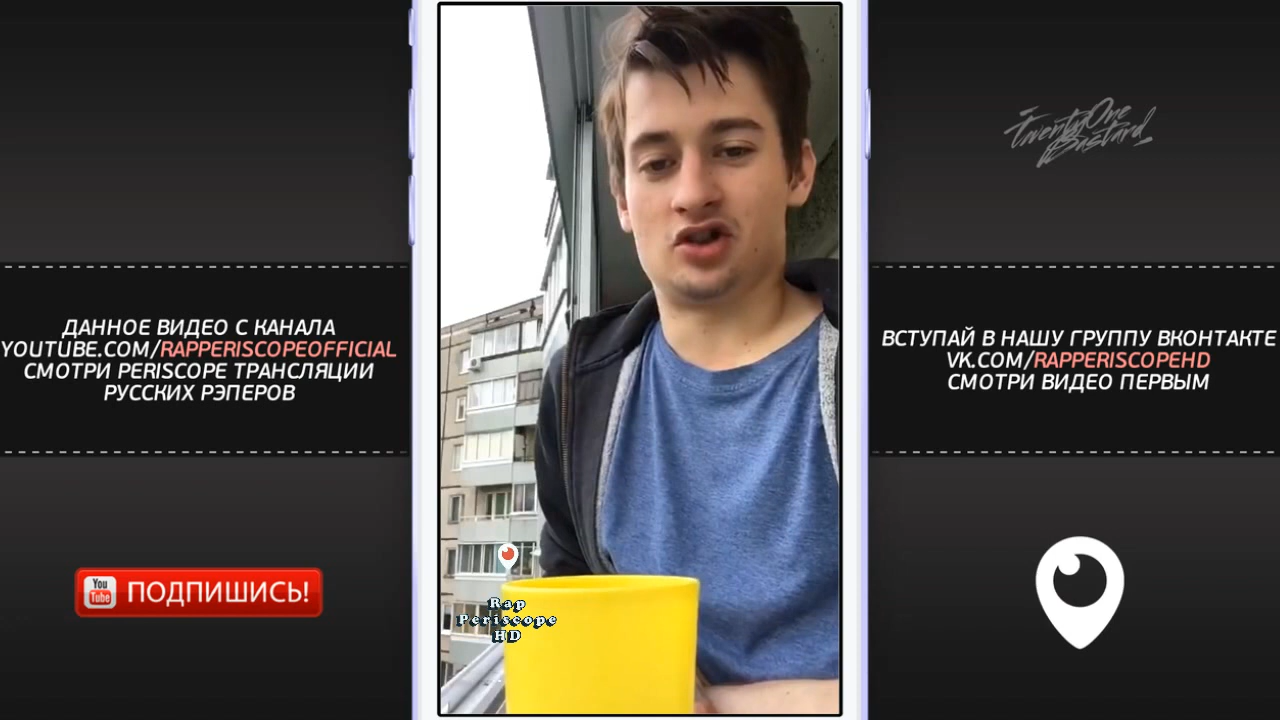 ДАННОЕ ВИДЕО С КАНАЛА
YOUTUBE.COM/RAPPERISCOPEOFFICIAL
СМОТРИ PERISCOPE ТРАНСЛЯЦИИ
РУССКИХ РЭПЕРОВ
You
Tube
ПОДПИШИСЬ!
Rap
Periscope
HD
TwentyOne
Bastard
ВСТУПАЙ В НАШУ ГРУППУ ВКОНТАКТЕ
VK.COM/RAPPERISCOPEHD
СМОТРИ ВИДЕО ПЕРВЫМ